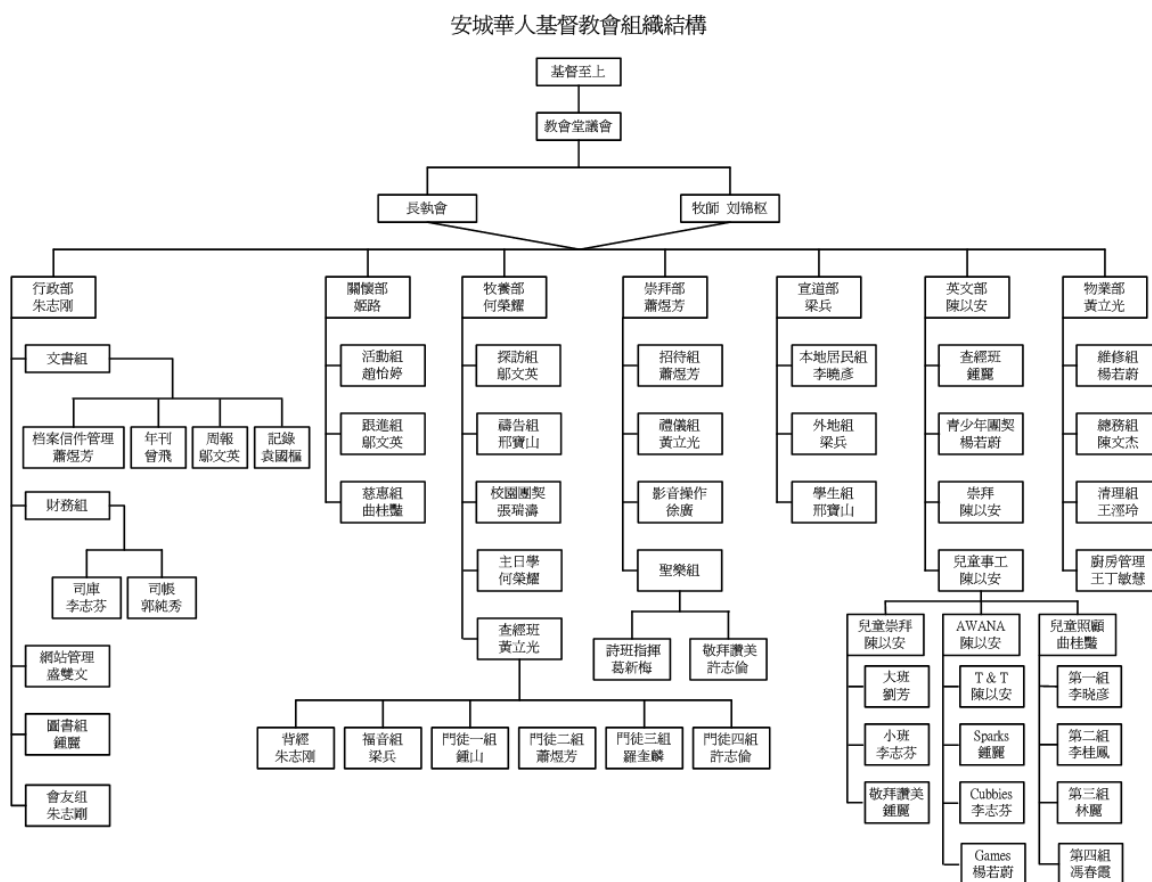 安城華人基督教會組織結構
基督至上
教會堂議會
長執會
牧師 刘锦枢
行政部
朱志刚
關懷部
姬路
牧養部
何榮耀
崇拜部
蕭煜芳
宣道部
梁兵
英文部
陳以安
物業部
黃立光
文書組
档案信件管理
蕭煜芳
年刊
曾飛
周報
鄔文英
記錄
袁國樞
財務組
司庫
李志芬
司帳
郭純秀
網站管理
盛雙文
圖書組
鍾麗
會友组
朱志剛
活動組
趙怡婷
跟進組
鄔文英
慈惠組
曲桂豔
探訪組
鄔文英
禱告組
邢寶山
校園團契
張瑞濤
主日學
何榮耀
查經班
黃立光
背經
朱志剛
福音組
梁兵
門徒一組
鍾山
門徒二組
蕭煜芳
門徒三組
羅奎麟
門徒四組
許志倫
招待組
蕭煜芳
禮儀組
黃立光
影音操作
徐廣
聖樂組
詩班指揮
葛新梅
敬拜讚美
許志倫
本地居民組
李曉彥
外地組
梁兵
學生組
邢寶山
查經班
鍾麗
青少年團契
楊若蔚
崇拜
陳以安
兒童事工
陳以安
兒童崇拜
陳以安
大班
劉芳
小班
李志芬
敬拜讚美
鍾麗
AWANA
陳以安
T & T
陳以安
Sparks
鍾麗
Cubbies
李志芬
Games
楊若蔚
兒童照顧
曲桂豔
第一組
李晓彦
第二組
李桂鳳
第三組
林麗
第四組
馮春霞
維修組
楊若蔚
總務組
陳文杰
清理組
王溼玲
廚房管理
王丁敏慧